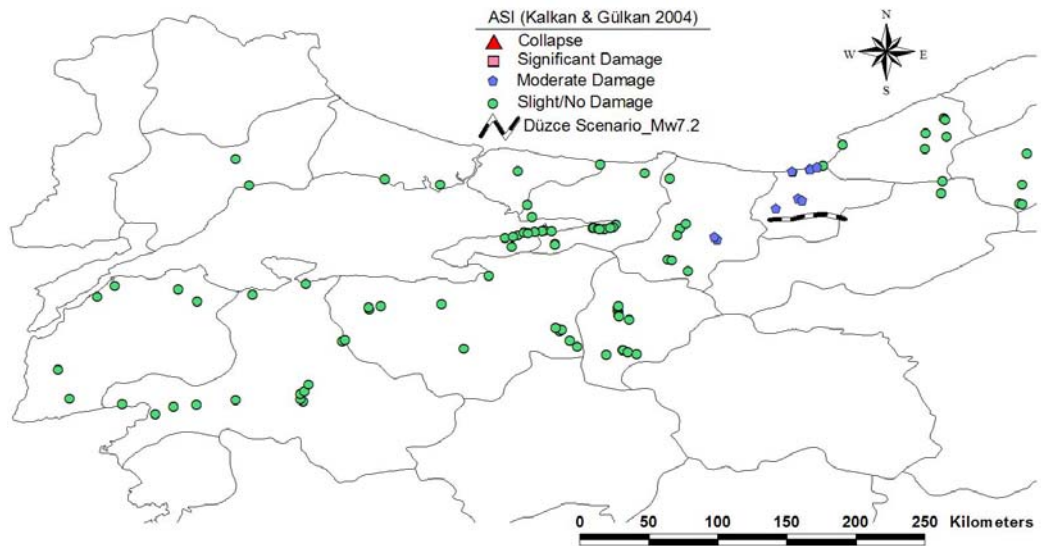 ASI (Kalkan & Gülkan 2004)
Collapse
Significant Damage
Moderate Damage
Slight/No Damage
Düzce Scenario_Mw7.2
N
W E
S
0 50 100 150 200 250 Kilometers